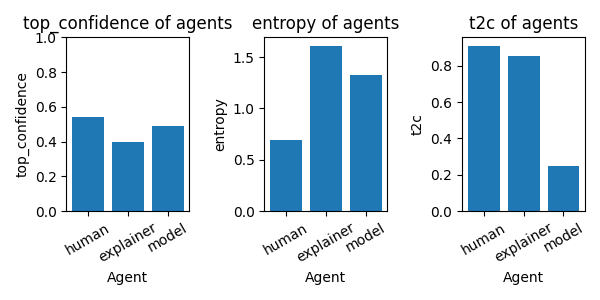 top_confidence of agents
top_confidence
1.0
0.8
0.6
0.4
0.2
0.0
human
explainer
model
Agent
entropy of agents
entropy
1.5
1.0
0.5
0.0
human
explainer
model
Agent
t2c of agents
t2c
0.8
0.6
0.4
0.2
0.0
human
explainer
model
Agent